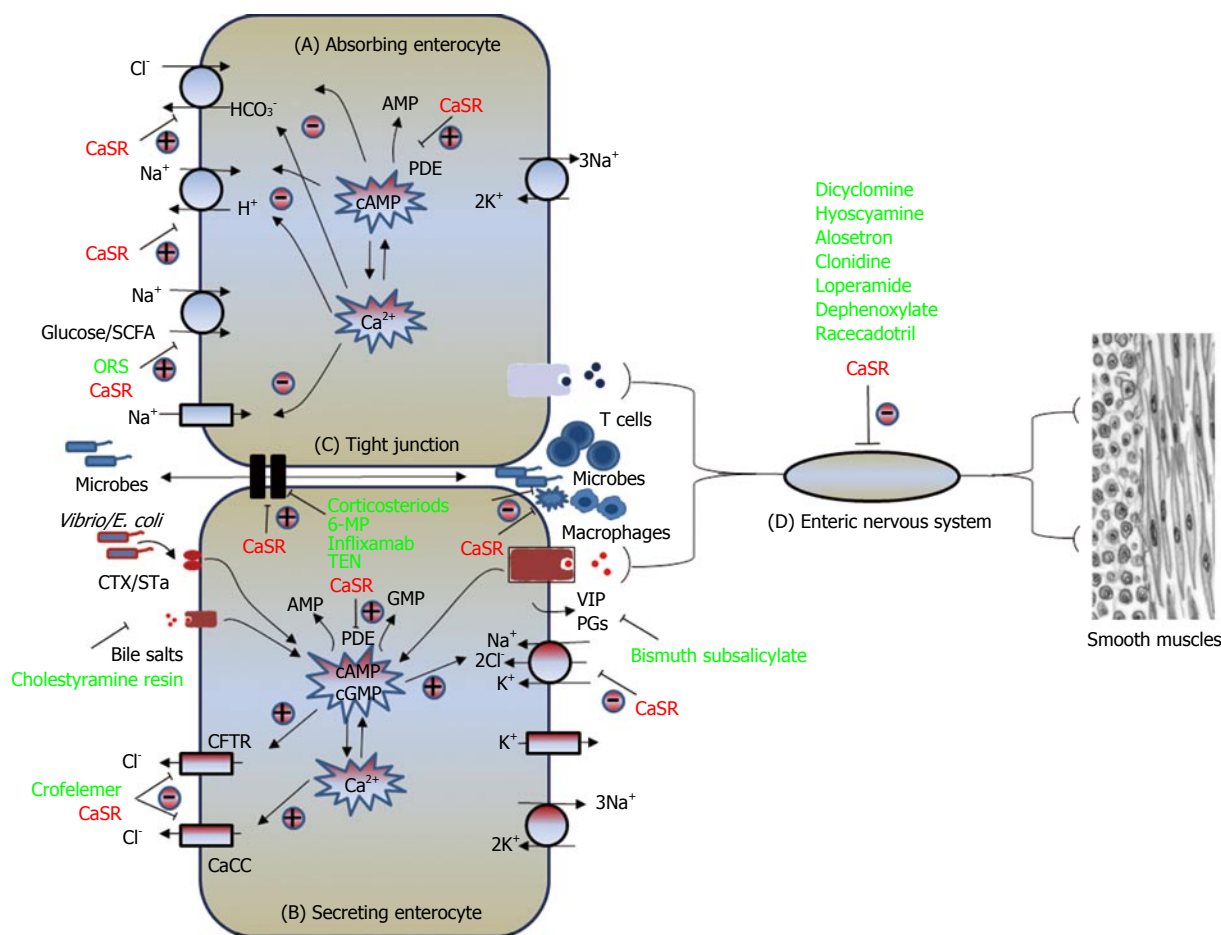 (A) Absorbing enterocyte
Cl-
HCO3-
CaSR
+
Na+
H+
CaSR
+
Na+
Glucose/SCFA
ORS
+
CaSR
Na+
−
AMP
CaSR
+
PDE
cAMP
−
Ca2+
−
3Na+
2K+
(C) Tight junction
T cells
Microbes
Microbes
Macrophages
CaSR
−
Vibrio/E. coli
CTX/STa
CaSR
+
Corticosteriods
6-MP
Inflixamab
TEN
CaSR
+
AMP
GMP
PDE
cAMP
cGMP
+
+
Bile salts
Cholestyramine resin
CFTR
Cl-
Crofelemer
CaSR
−
Cl-
CaCC
Ca2+
+
VIP
PGs
Bismuth subsalicylate
Na+
2Cl-
K+
−
CaSR
K+
3Na+
2K+
(B) Secreting enterocyte
Dicyclomine
Hyoscyamine
Alosetron
Clonidine
Loperamide
Dephenoxylate
Racecadotril
CaSR
−
(D) Enteric nervous system
Smooth muscles